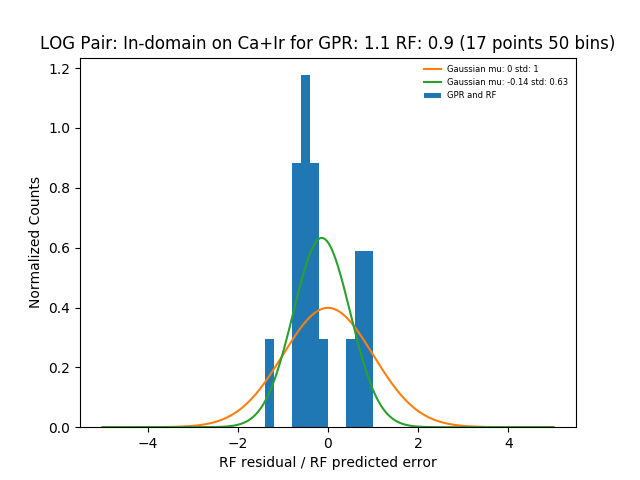 LOG Pair: In-domain on Ca+Ir for GPR: 1.1 RF: 0.9 (17 points 50 bins)
Gaussian mu: 0 std: 1
Gaussian mu: -0.14 std: 0.63
GPR and RF
Normalized Counts
1.2
1.0
0.8
0.6
0.4
0.2
0.0
−4 −2 0 2 4
RF residual / RF predicted error